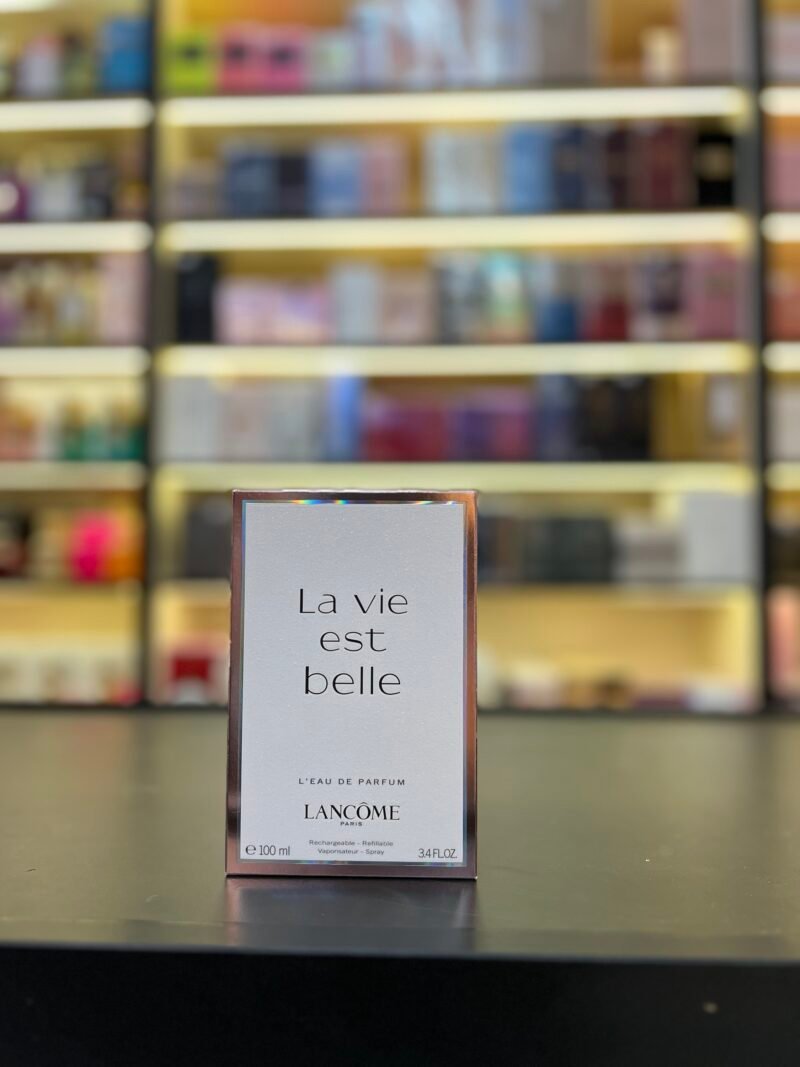 La vie
est
belle
L'EAU DE PARFUM
LANCÔME
PARIS
Rechargeable - Refillable
Vaporisateur - Spray
℮ 100 ml
3.4 FL.OZ.